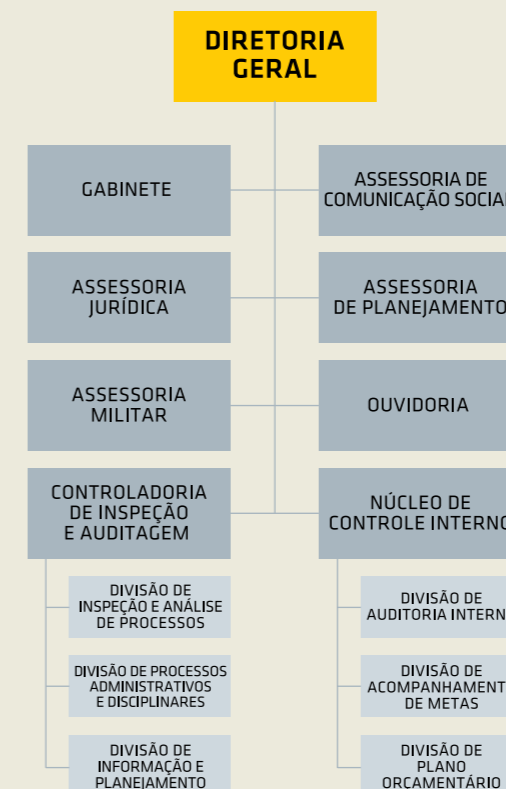 DIRETORIA
GERAL
GABINETE
ASSESSORIA DE
COMUNICAÇÃO SOCIAL
ASSESSORIA
JURÍDICA
ASSESSORIA
DE PLANEJAMENTO
ASSESSORIA
MILITAR
OUVIDORIA
CONTROLADORIA
DE INSPEÇÃO
E AUDITAGEM
NÚCLEO DE
CONTROLE INTERNO
DIVISÃO DE
INSPEÇÃO E ANÁLISE
DE PROCESSOS
DIVISÃO DE PROCESSOS
ADMINISTRATIVOS
E DISCIPLINARES
DIVISÃO DE
INFORMAÇÃO E
PLANEJAMENTO
DIVISÃO DE
AUDITORIA INTERN
DIVISÃO DE
ACOMPANHAMENT
DE METAS
DIVISÃO DE
PLANO
ORÇAMENTÁRIO